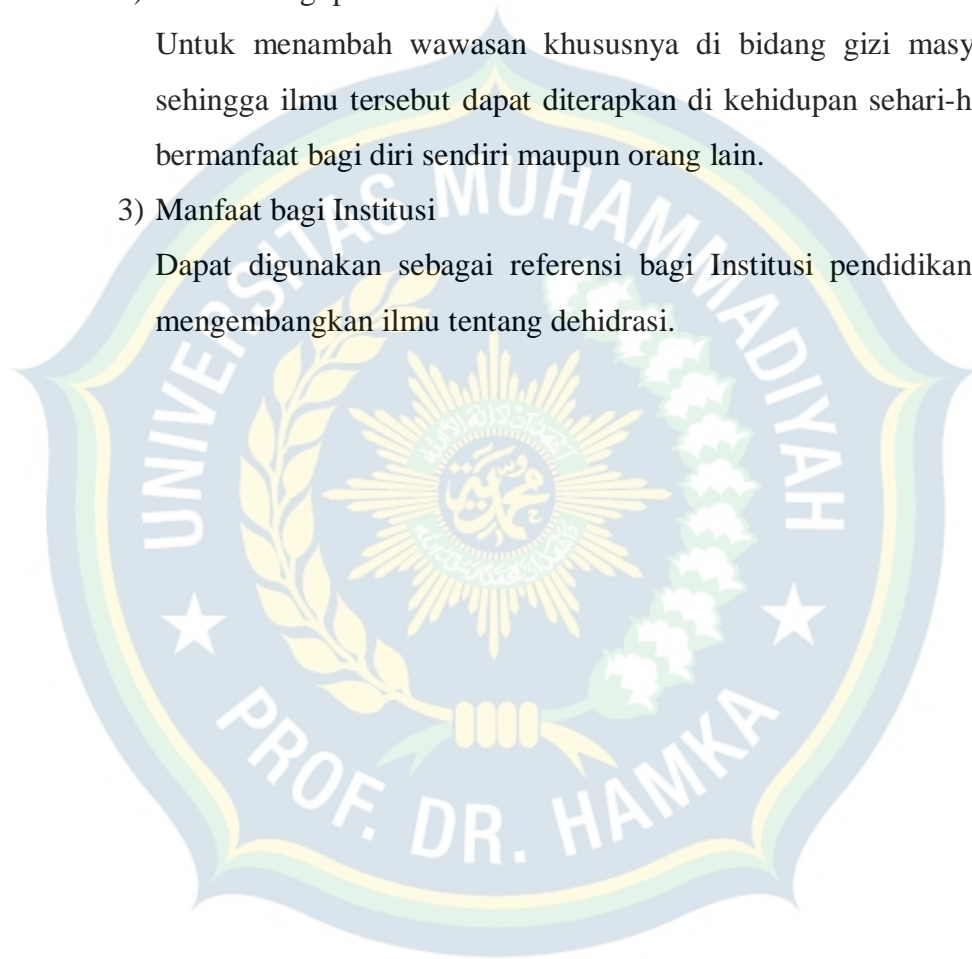 Untuk menambah wawasan khususnya di bidang gizi masy
sehingga ilmu tersebut dapat diterapkan di kehidupan sehari-h
bermanfaat bagi diri sendiri maupun orang lain.
3) Manfaat bagi Institusi
Dapat digunakan sebagai referensi bagi Institusi pendidikan
mengembangkan ilmu tentang dehidrasi.
UNIVERSITAS MUHAMMADIYAH
PROF. DR. HAMKA